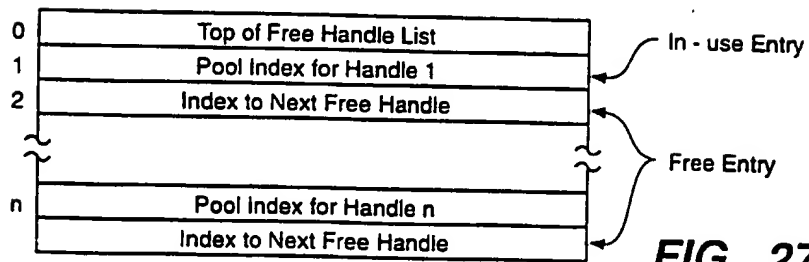 0 Top of Free Handle List
In - use Entry
1 Pool Index for Handle 1
2 Index to Next Free Handle
Free Entry
n Pool Index for Handle n
Index to Next Free Handle
FIG._27